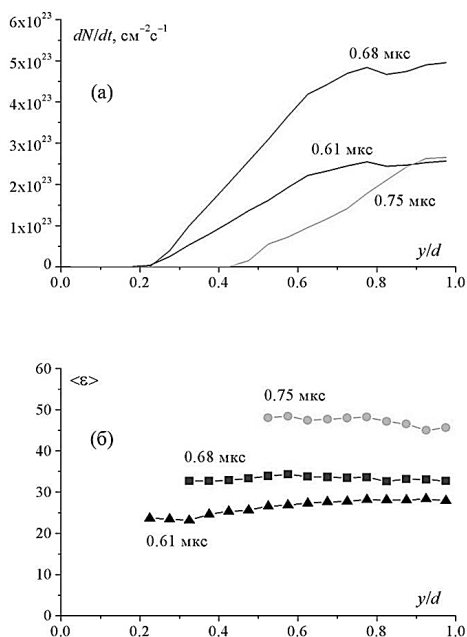 dN/dt, см⁻²с⁻¹
6x10²³
5x10²³
4x10²³
3x10²³
2x10²³
1x10²³
0
(а)
0.68 мкс
0.61 мкс
0.75 мкс
y/d
0.0 0.2 0.4 0.6 0.8 1.0
60
50
40
30
20
10
0
<ε>
(б)
0.75 мкс
0.68 мкс
0.61 мкс
y/d
0.0 0.2 0.4 0.6 0.8 1.0